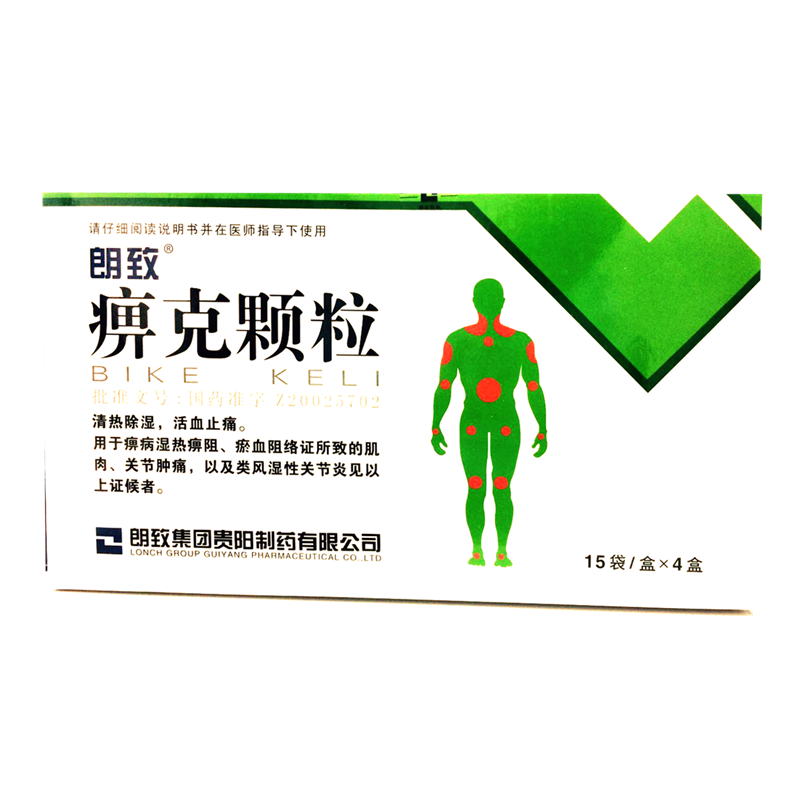 请仔细阅读说明书并在医师指导下使用
朗致®
痹克颗粒
BIKE KELI
批准文号:国药准字 Z20025702
清热除湿，活血止痛。
用于痹病湿热痹阻、瘀血阻络证所致的肌
肉、关节肿痛，以及类风湿性关节炎见以
上证候者。
朗致集团贵阳制药有限公司
LONCH GROUP GUIYANG PHARMACEUTICAL CO.,LTD
15袋/盒×4盒